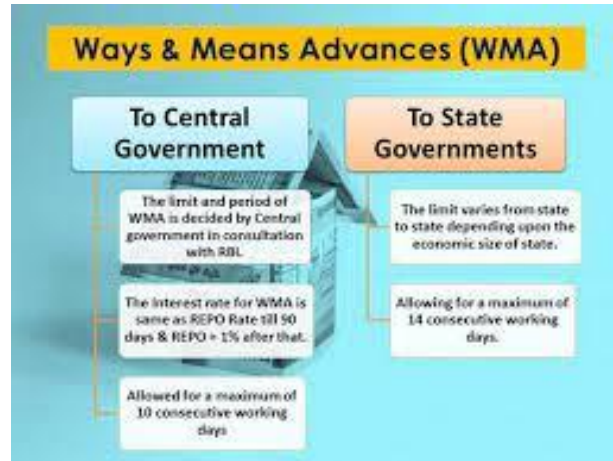 Ways & Means Advances (WMA)
To Central
Government
The limit and period of
WMA is decided by Central
government in consultation
with RBI.
The Interest rate for WMA is
same as REPO Rate till 90
days & REPO + 1% after that.
Allowed for a maximum of
10 consecutive working
days
To State
Governments
The limit varies from state
to state depending upon the
economic size of state.
Allowing for a maximum of
14 consecutive working
days.